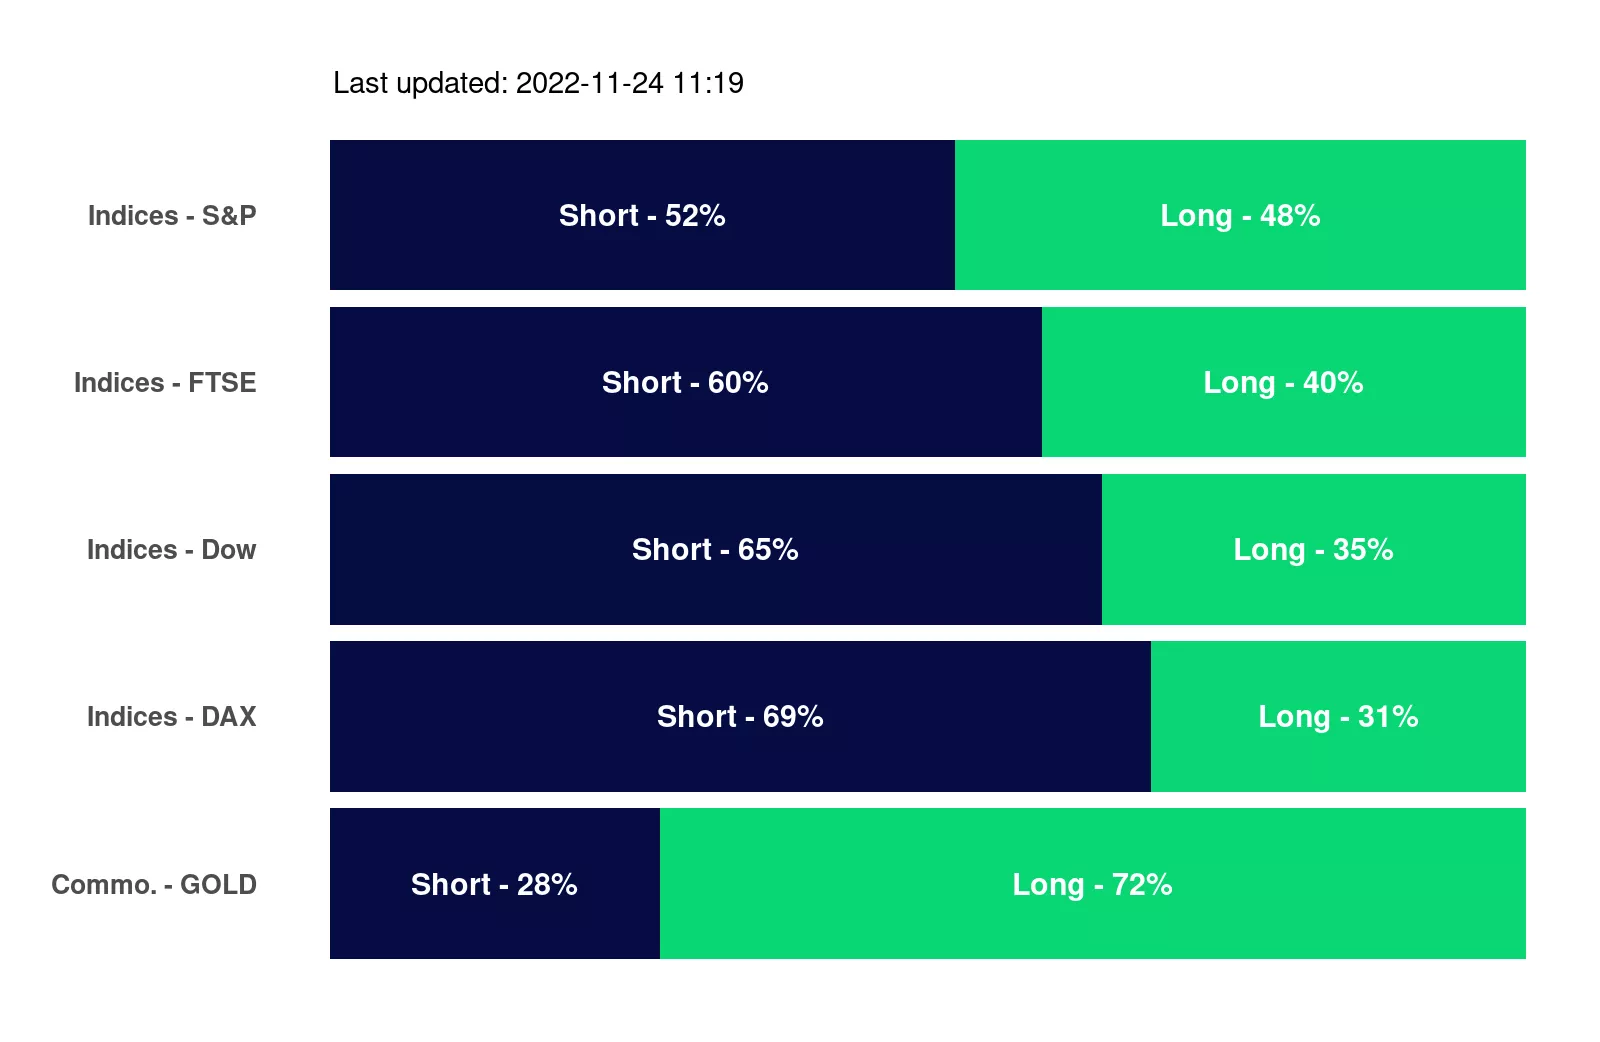 Last updated: 2022-11-24 11:19
Indices - S&P Short - 52% Long - 48%
Indices - FTSE Short - 60% Long - 40%
Indices - Dow Short - 65% Long - 35%
Indices - DAX Short - 69% Long - 31%
Commo. - GOLD Short - 28% Long - 72%